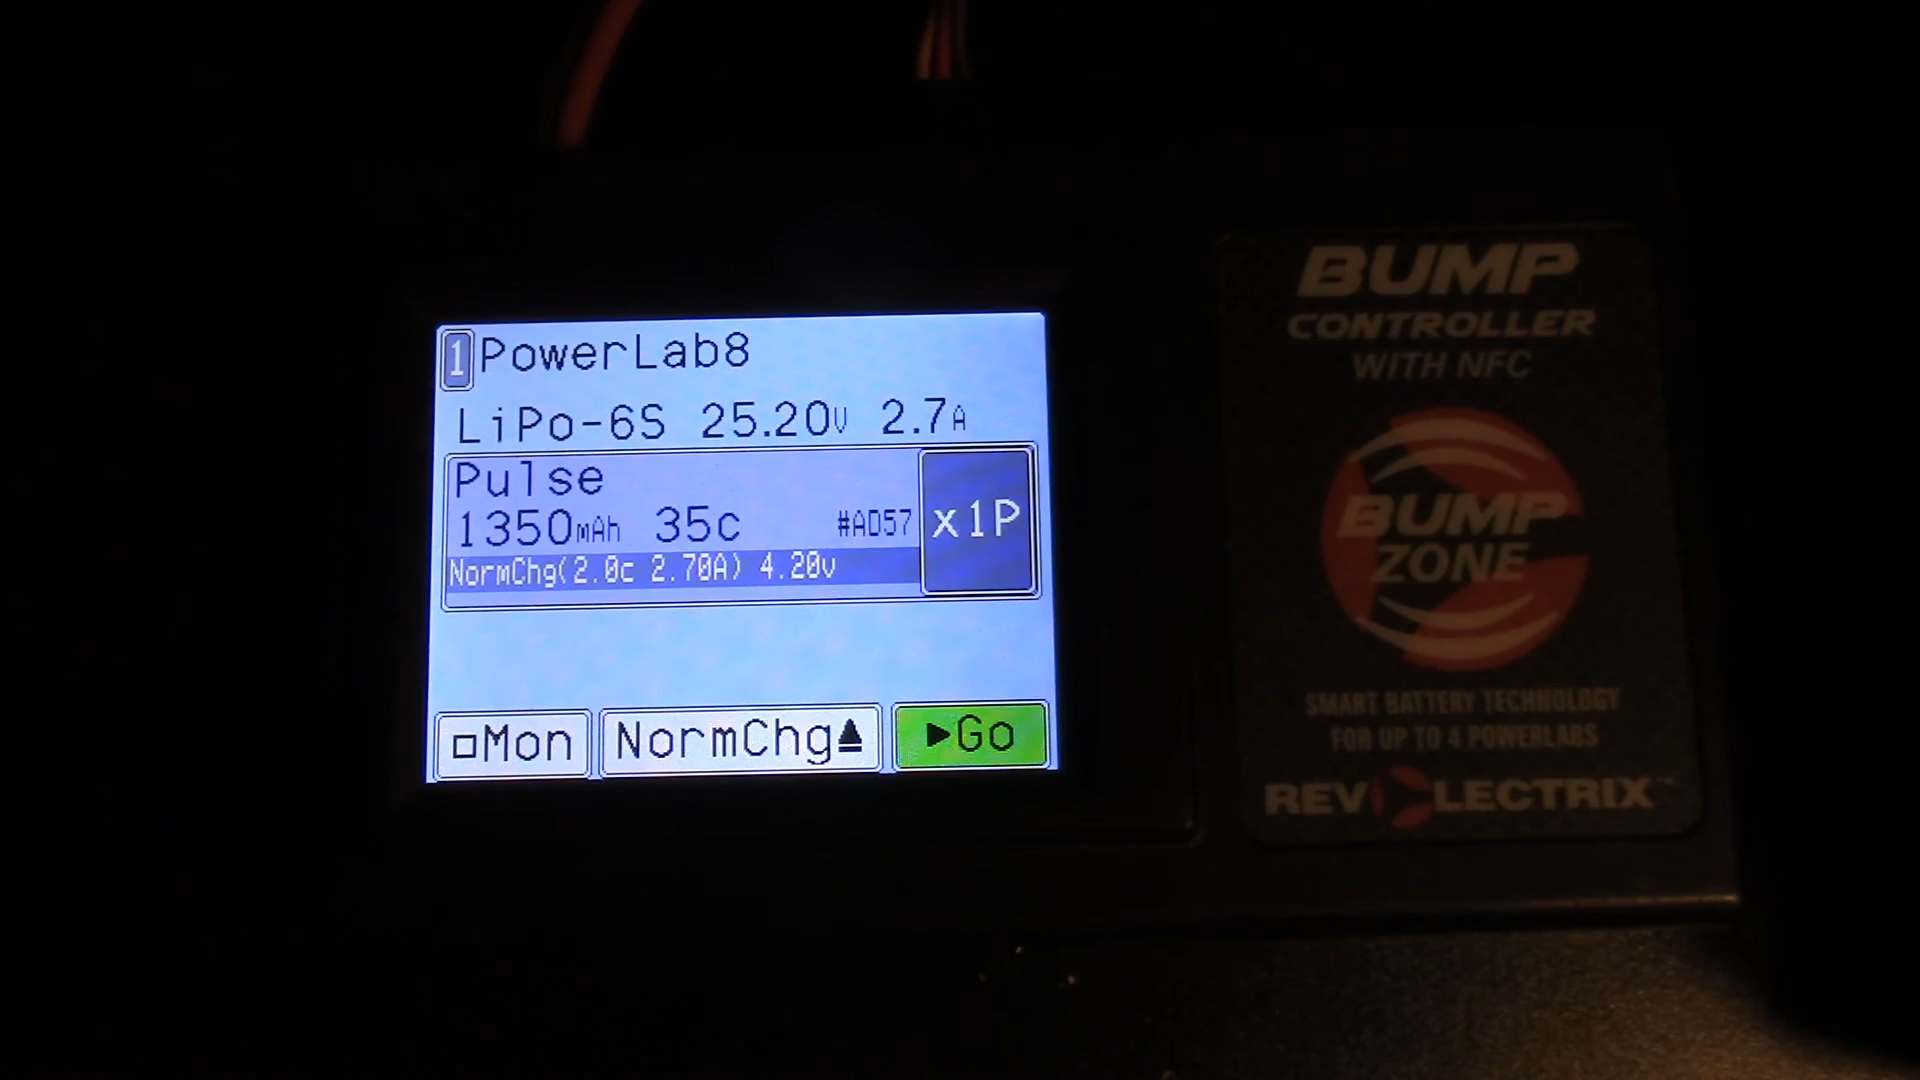 1 PowerLab8
LiPo-6S 25.20V 2.7A
Pulse
1350mAh 35c #AD57
x1P
NormChg(2.0c 2.70A) 4.20v
Mon NormChg Go
BUMP
CONTROLLER
WITH NFC
BUMP
ZONE
SMART BATTERY TECHNOLOGY
FOR UP TO 4 POWERLABS
REVOLECTRIX™